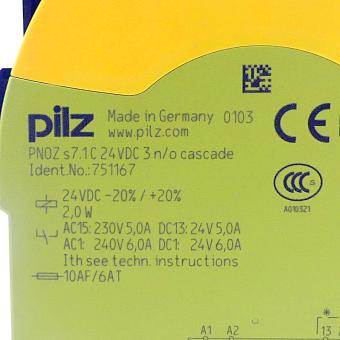 pilz
Made in Germany 0103
www.pilz.com
PNOZ s7.1 C 24VDC 3 n/o cascade
Ident.No.: 751167
24VDC -20% / +20%
2,0 W
AC15: 230V 5,0A DC13: 24V 5,0A
AC1: 240V 6,0A DC1: 24V 6,0A
Ith see techn. instructions
10AF/6AT
CCC S
A010321
A1 A2 * 13